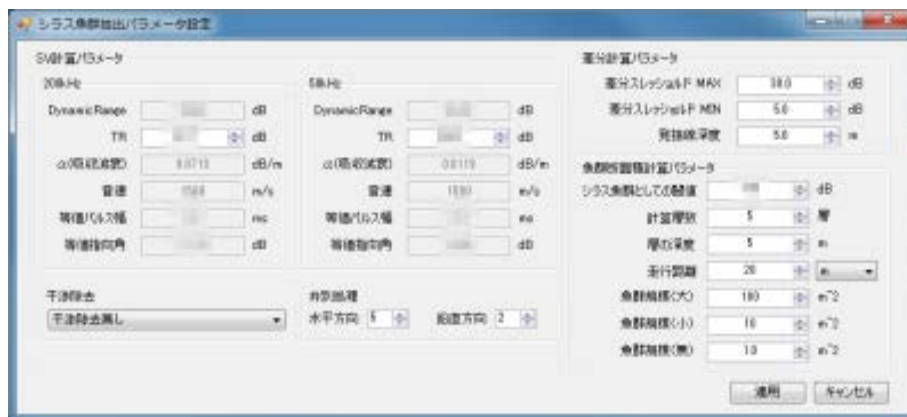 シラス魚群抽出パラメータ設定
SV計算パラメータ
200kHz
DynamicRange dB
TR dB
α(吸収減衰) 0.0713 dB/m
音速 1500 m/s
等価パルス幅 ms
等価指向角 dB
50kHz
DynamicRange dB
TR dB
α(吸収減衰) 0.0119 dB/m
音速 1500 m/s
等価パルス幅 ms
等価指向角 dB
干渉除去
干渉除去無し
水平方向 5 鉛直方向 2
差分計算パラメータ
差分スレッショルド MAX dB
差分スレッショルド MIN 5.0 dB
発振線深度 5.0 m
魚群断面積計算パラメータ
シラス魚群としての閾値 dB
計算層数 5 層
層の深度 5 m
走行距離 20 m
魚群規模(大) 100 m^2
魚群規模(小) 10 m^2
魚群規模(無) 1.0 m^2
適用 キャンセル